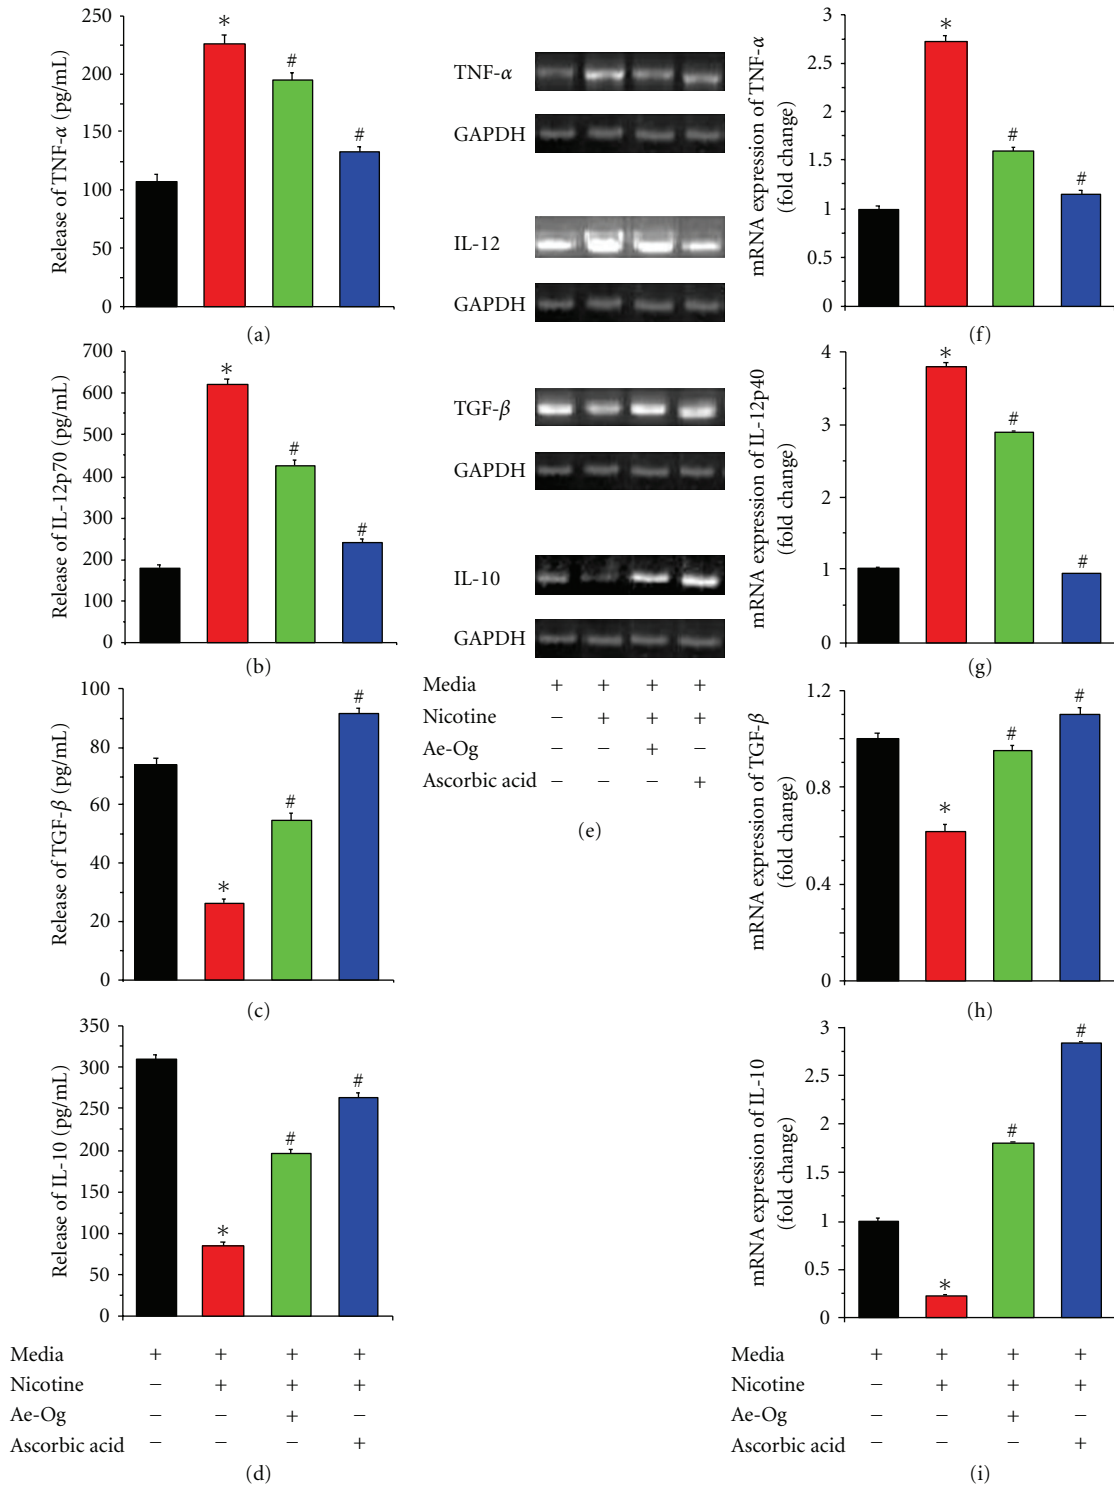 Release of TNF-α (pg/mL)
250
200
150
100
50
0
*
#
#
(a)
Release of IL-12p70 (pg/mL)
700
600
500
400
300
200
100
0
*
#
#
(b)
Release of TGF-β (pg/mL)
100
80
60
40
20
0
*
#
#
(c)
Release of IL-10 (pg/mL)
350
300
250
200
150
100
50
0
*
#
#
Media + + + +
Nicotine − + + +
Ae-Og − − + −
Ascorbic acid − − − +
(d)
TNF-α
GAPDH
IL-12
GAPDH
TGF-β
GAPDH
IL-10
GAPDH
Media + + + +
Nicotine − + + +
Ae-Og − − + −
Ascorbic acid − − − +
(e)
mRNA expression of TNF-α
(fold change)
3
2.5
2
1.5
1
0.5
0
*
#
#
(f)
mRNA expression of IL-12p40
(fold change)
4
3
2
1
0
*
#
#
(g)
mRNA expression of TGF-β
(fold change)
1.2
0.8
0.4
0
*
#
#
(h)
mRNA expression of IL-10
(fold change)
3
2.5
2
1.5
1
0.5
0
*
#
#
Media + + + +
Nicotine − + + +
Ae-Og − − + −
Ascorbic acid − − − +
(i)